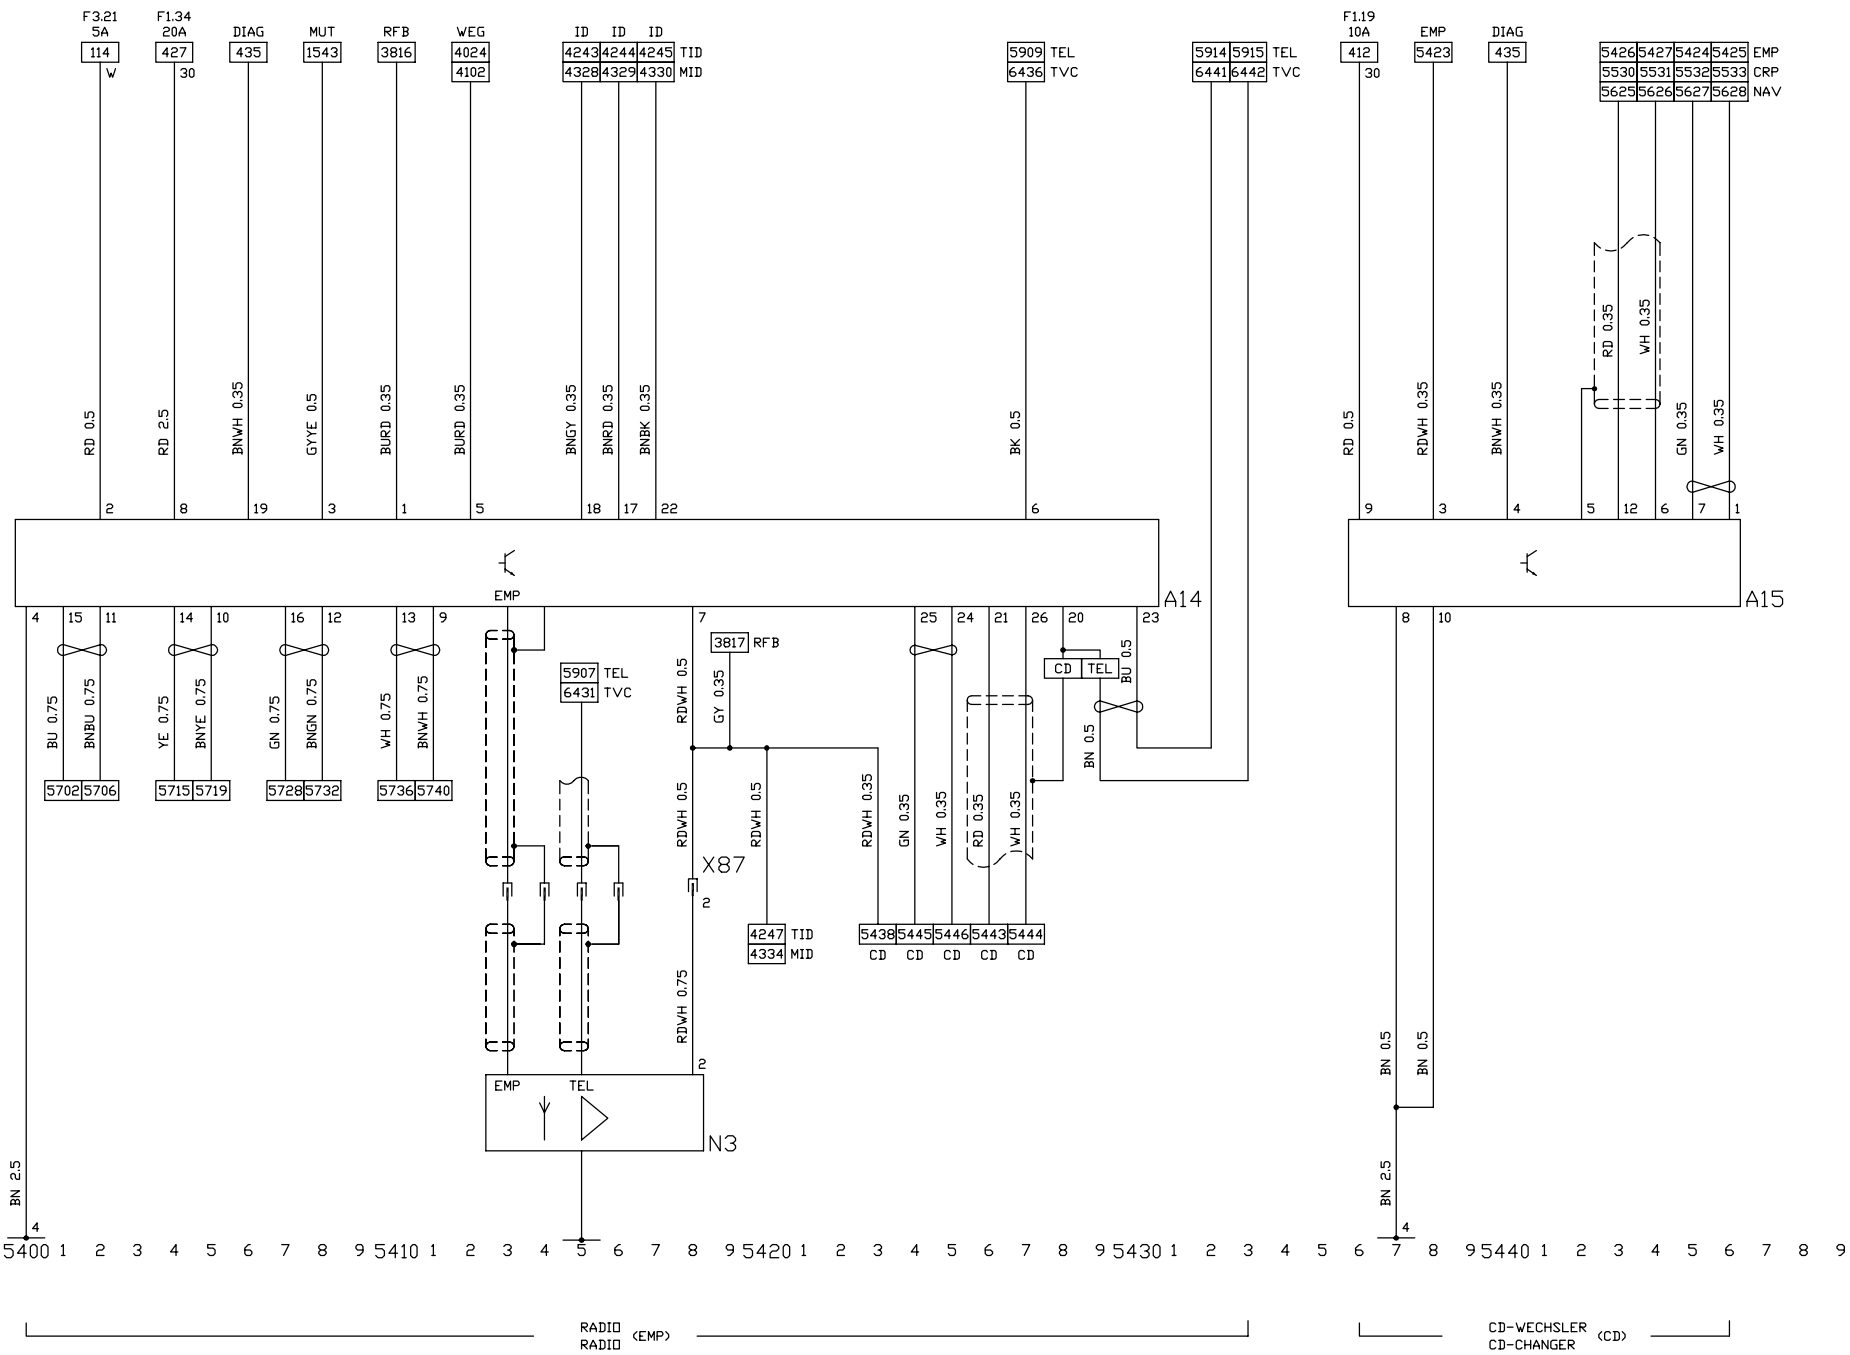 F3.21 F1.34 F1.19
5A 20A DIAG MUT RFB WEG ID ID ID 10A EMP DIAG
114 427 435 1543 3816 4024 4243 4244 4245 TID 5909 TEL 5914 5915 TEL 412 5423 435 5426 5427 5424 5425 EMP
W 30 4102 4328 4329 4330 MID 6436 TVC 6441 6442 TVC 30 5530 5531 5532 5533 CRP
5625 5626 5627 5628 NAV
RD 0.35 WH 0.35
RD 0.5 RD 2.5 BNWH 0.35 GYYE 0.5 BURD 0.35 BURD 0.35 BNGY 0.35 BNRD 0.35 BNBK 0.35 BK 0.5 RD 0.5 RDWH 0.35 BNWH 0.35 GN 0.35 WH 0.35
2 8 19 3 1 5 18 17 22 6 9 3 4 5 12 6 7 1
EMP A14 A15
4 15 11 14 10 16 12 13 9 7 25 24 21 26 20 23 8 10
3817 RFB
5907 TEL CD TEL
6431 TVC
BU 0.5
RDWH 0.5 GY 0.35
BU 0.75 BNBU 0.75 YE 0.75 BNYE 0.75 GN 0.75 BNGN 0.75 WH 0.75 BNWH 0.75 BN 0.5
5702 5706 5715 5719 5728 5732 5736 5740
RDWH 0.5 RDWH 0.5 RDWH 0.35 GN 0.35 WH 0.35 RD 0.35 WH 0.35
X87
2
4247 TID 5438 5445 5446 5443 5444
4334 MID CD CD CD CD CD
RDWH 0.75
BN 0.5 BN 0.5
2
EMP TEL
N3
BN 2.5 BN 2.5
4 4
5400 1 2 3 4 5 6 7 8 9 5410 1 2 3 4 5 6 7 8 9 5420 1 2 3 4 5 6 7 8 9 5430 1 2 3 4 5 6 7 8 9 5440 1 2 3 4 5 6 7 8 9
RADIO
RADIO (EMP)
CD-WECHSLER
CD-CHANGER (CD)